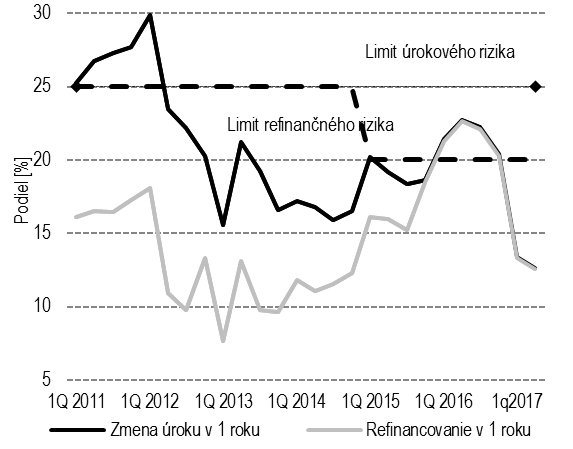 30
Limit úrokového rizika
25
Limit refinančného rizika
20
Podiel [%]
15
10
5
1Q 2011 1Q 2012 1Q 2013 1Q 2014 1Q 2015 1Q 2016 1q2017
Zmena úroku v 1 roku Refinancovanie v 1 roku